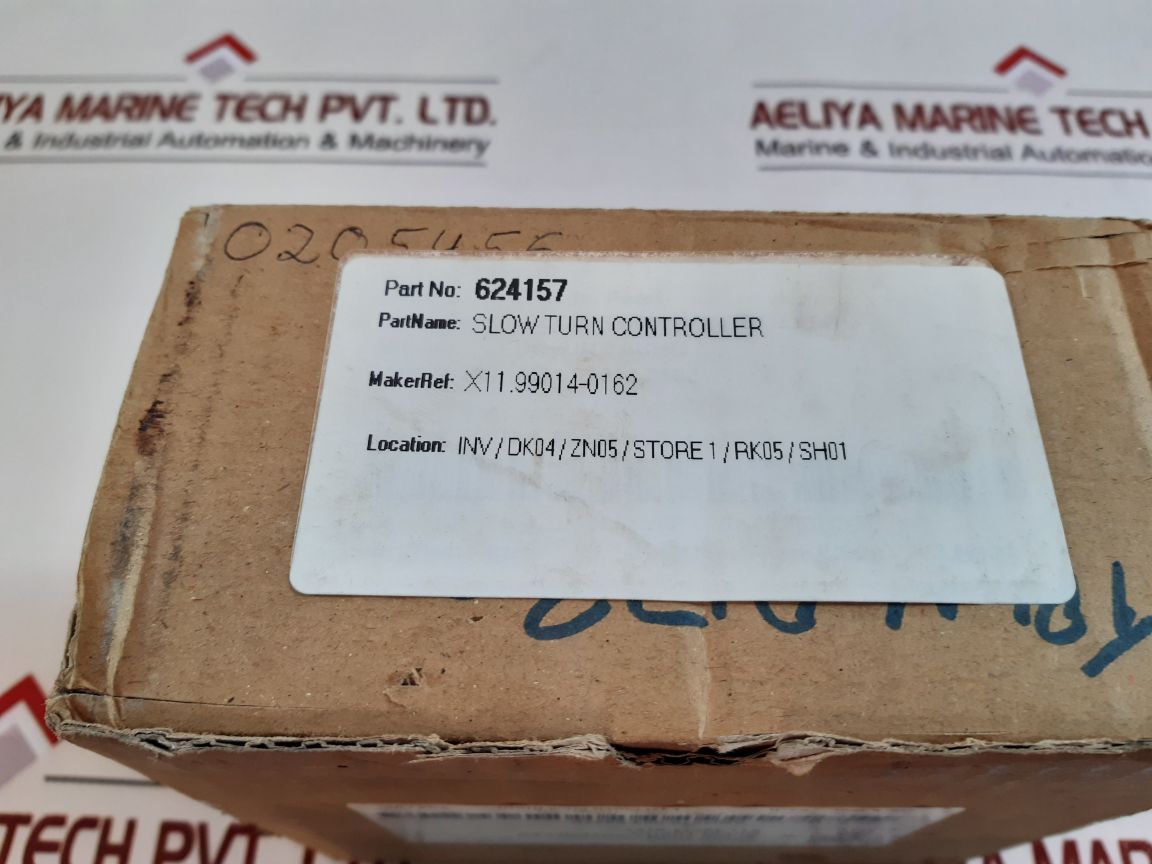 IYA MARINE TECH PVT. LTD.
& Industrial Automation & Machinery
AELIYA MARINE TECH
Marine & Industrial Automatio
Part No: 624157
PartName: SLOW TURN CONTROLLER
MakerRef: X11.99014-0162
Location: INV / DK04 / ZN05 / STORE 1 / RK05 / SH01
TECH PVT. L
MAR